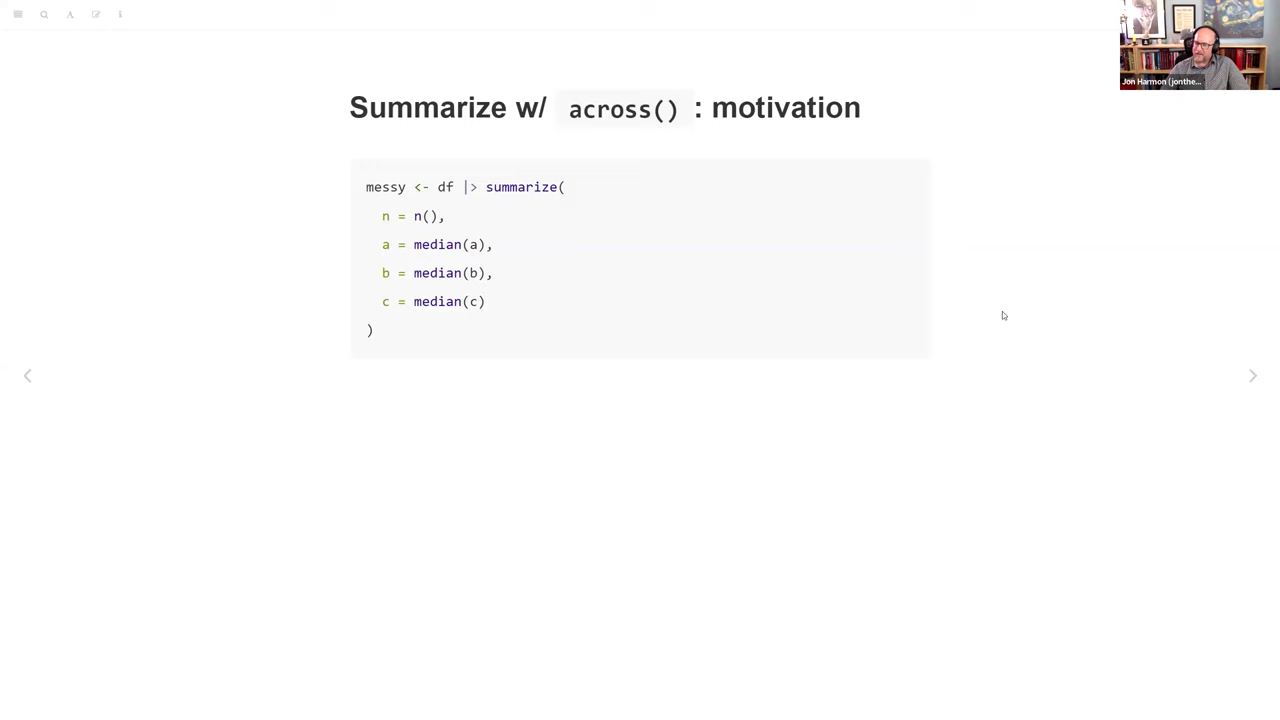 Jon Harmon (jonthe...
Summarize w/ across() : motivation
messy <- df |> summarize(
n = n(),
a = median(a),
b = median(b),
c = median(c)
)